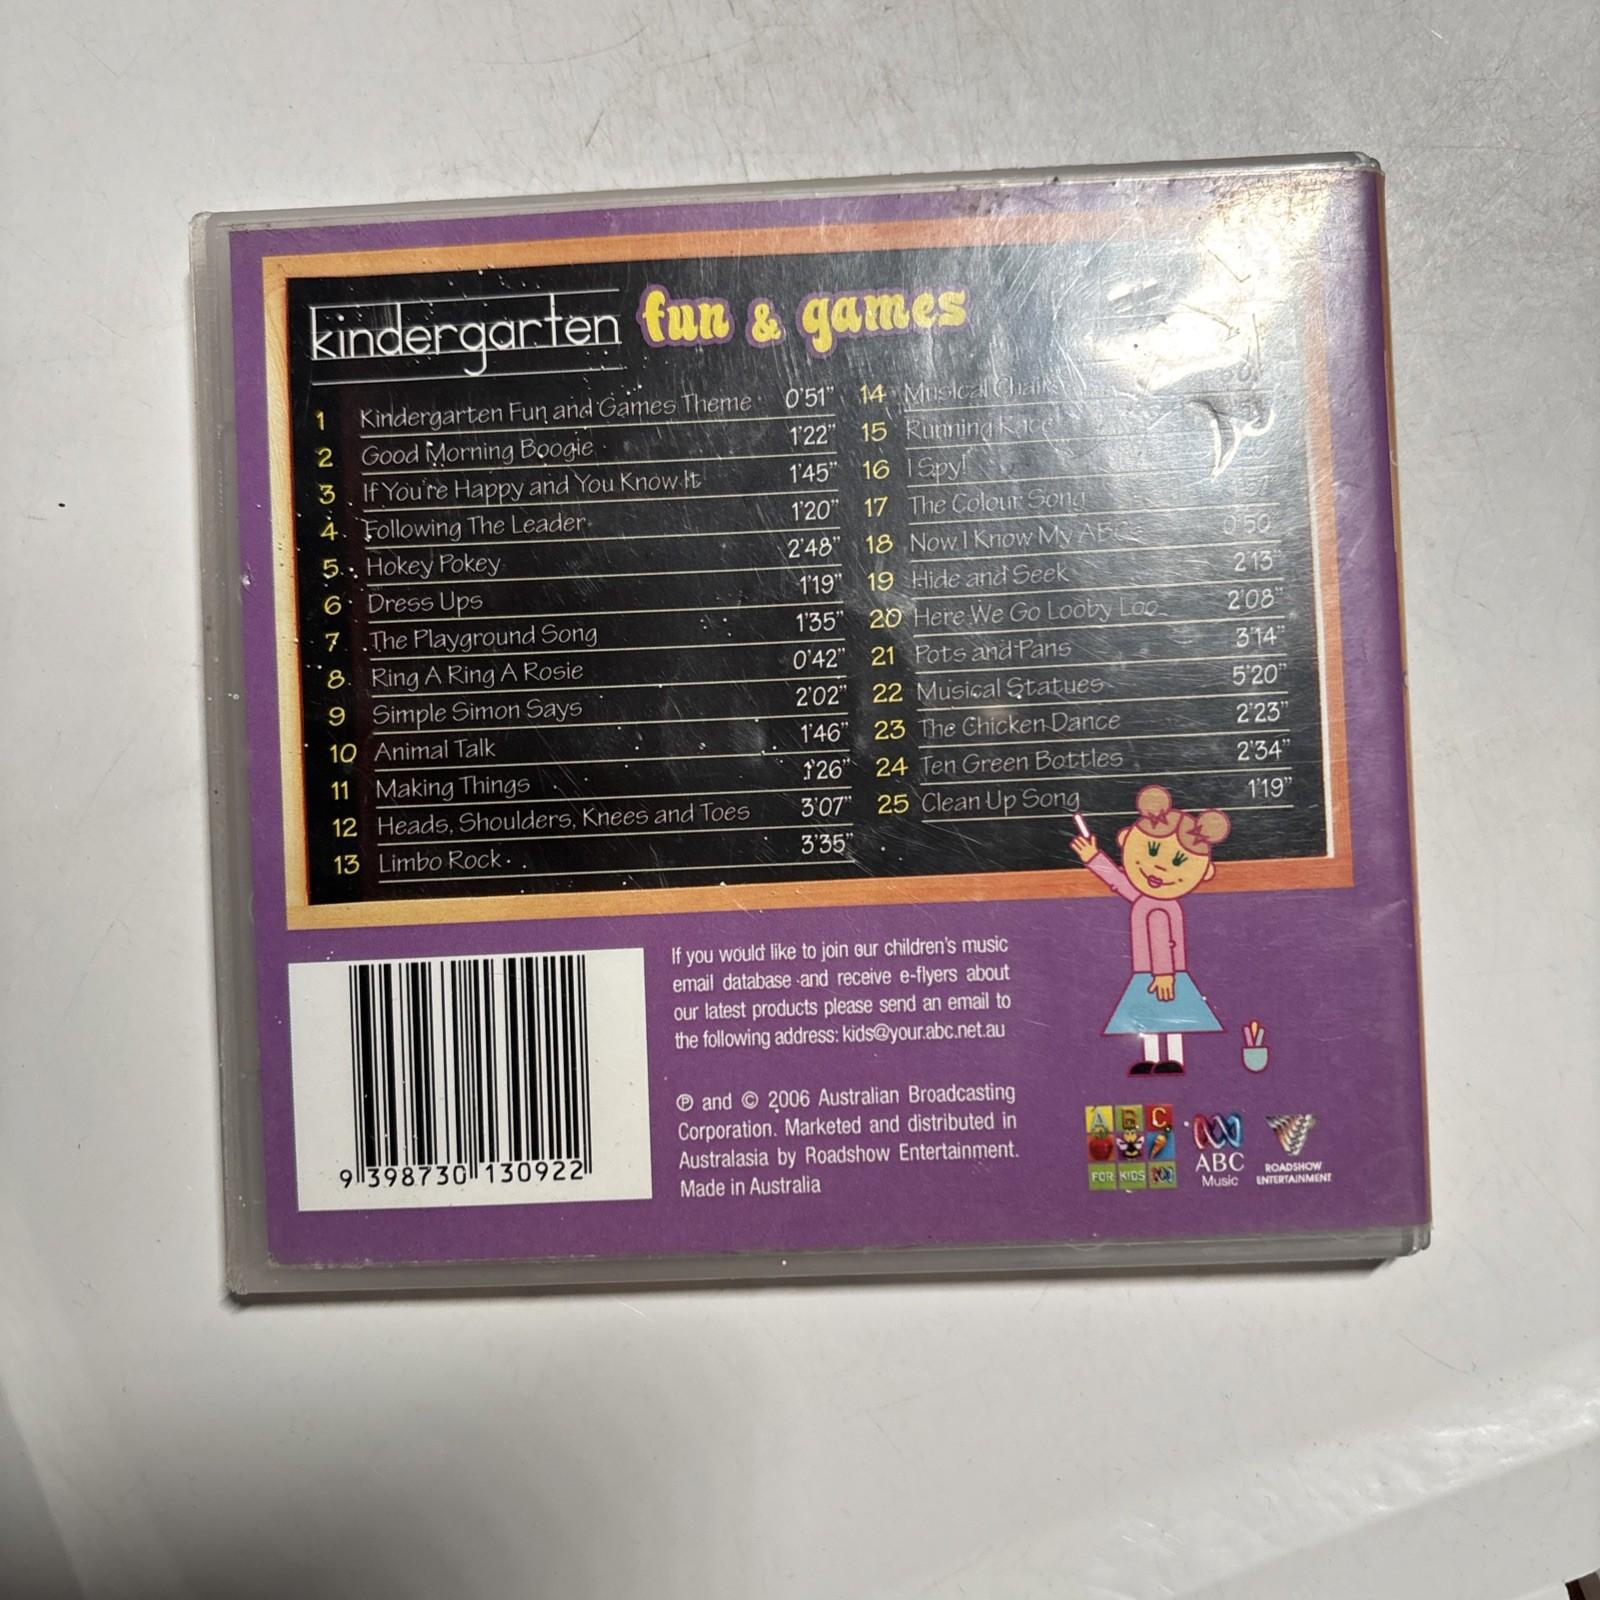 kindergarten fun & games
1 Kindergarten Fun and Games Theme 0'51"
2 Good Morning Boogie 1'22"
3 If You're Happy and You Know It 1'45"
4 Following The Leader 1'20"
5 Hokey Pokey 2'48"
6 Dress Ups 1'19"
7 The Playground Song 1'35"
8 Ring A Ring A Rosie 0'42"
9 Simple Simon Says 2'02"
10 Animal Talk 1'46"
11 Making Things 1'26"
12 Heads, Shoulders, Knees and Toes 3'07"
13 Limbo Rock 3'35"
14 Musical Chairs
15 Running Race
16 I Spy!
17 The Colour Song
18 Now I Know My 0'50"
19 Hide and Seek 2'13"
20 Here We Go Looby Loo 2'08"
21 Pots and Pans 3'14"
22 Musical Statues 5'20"
23 The Chicken Dance 2'23"
24 Ten Green Bottles 2'34"
25 Clean Up Song 1'19"
If you would like to join our children's music
email database and receive e-flyers about
our latest products please send an email to
the following address: kids@your.abc.net.au
℗ and © 2006 Australian Broadcasting
Corporation. Marketed and distributed in
Australasia by Roadshow Entertainment.
Made in Australia
9 398730 130922
ABC
FOR KIDS
ABC
Music
ROADSHOW
ENTERTAINMENT